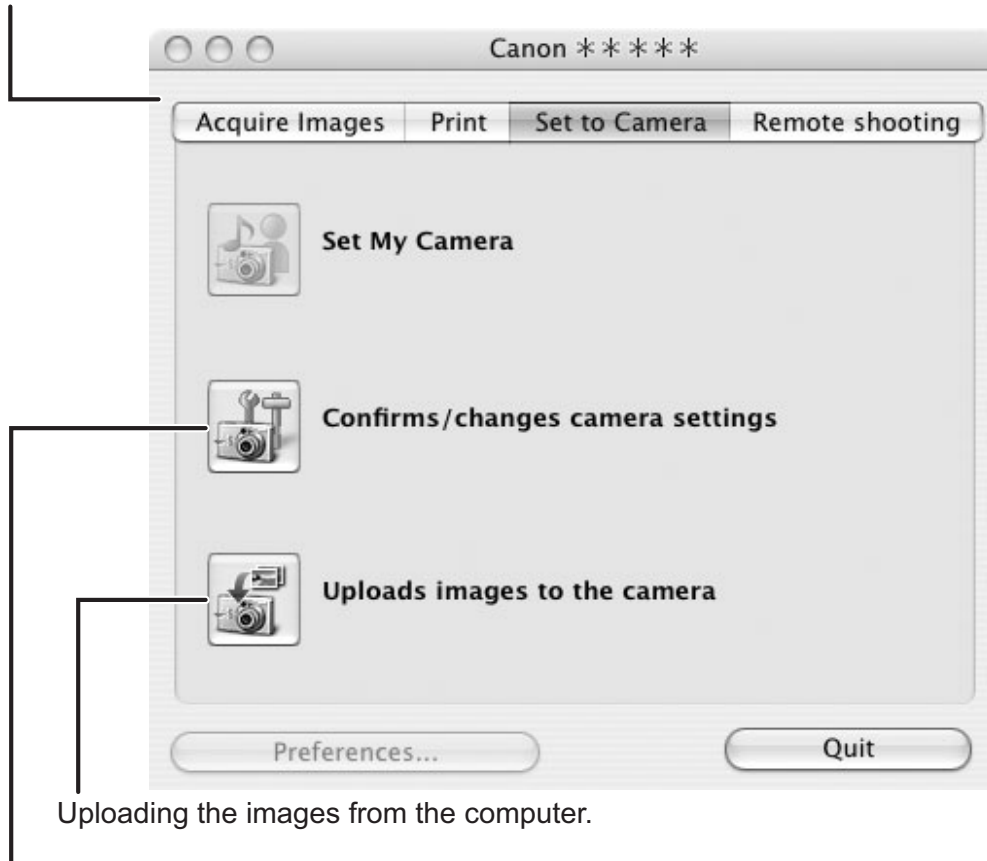 Canon *****
Acquire Images Print Set to Camera Remote shooting
Set My Camera
Confirms/changes camera settings
Uploads images to the camera
Preferences... Quit
Uploading the images from the computer.